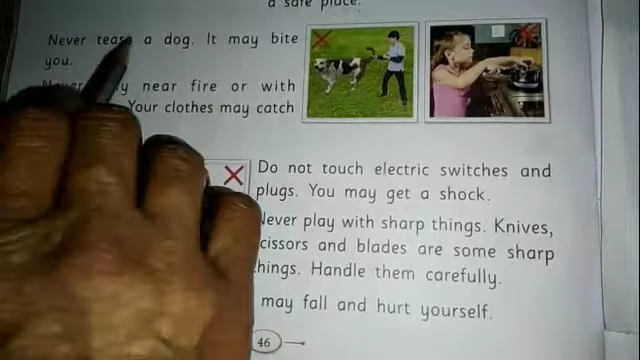 a safe place.
Never tease a dog. It may bite
you.
near fire or with
Your clothes may catch
Do not touch electric switches and
plugs. You may get a shock.
Never play with sharp things. Knives,
scissors and blades are some sharp
things. Handle them carefully.
may fall and hurt yourself.
46